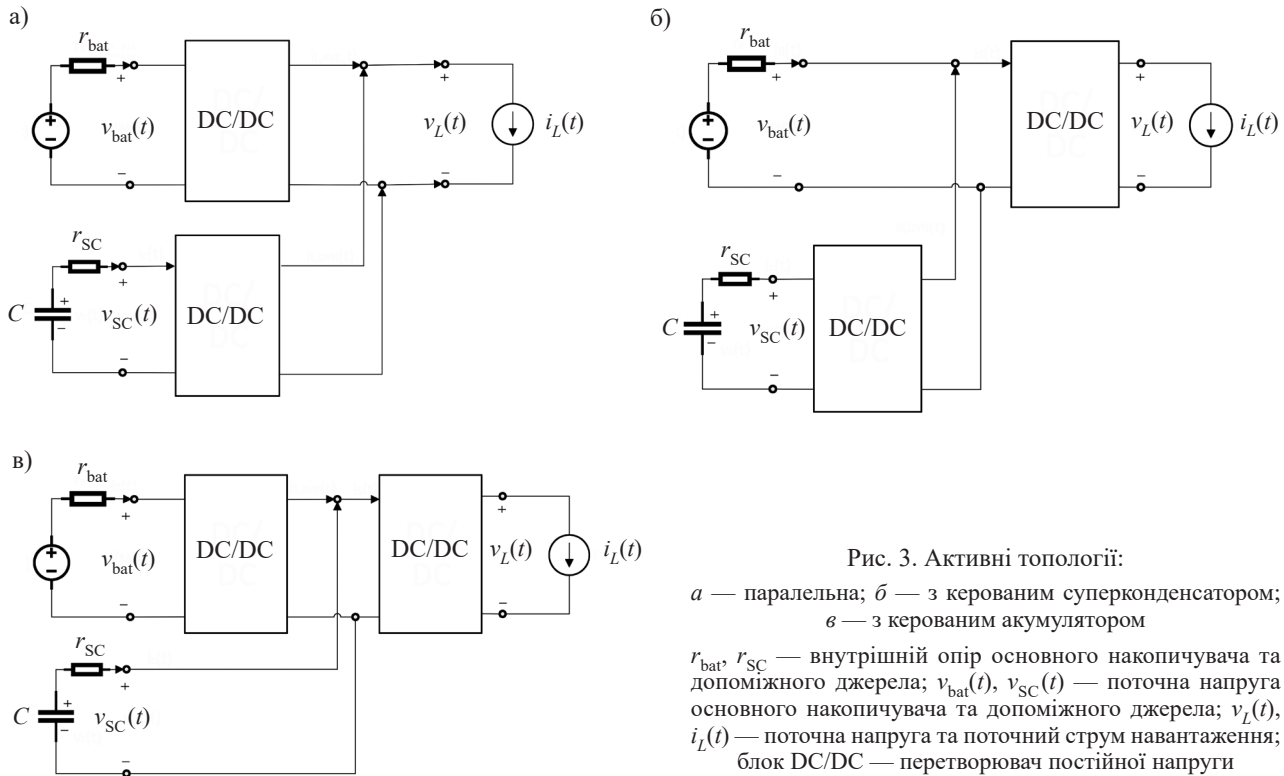 а)
r_bat
+
v_bat(t)
−
DC/DC
+
v_L(t)
−
i_L(t)
r_SC
+
C
+
−
v_SC(t)
−
DC/DC
б)
r_bat
+
v_bat(t)
−
DC/DC
+
v_L(t)
−
i_L(t)
r_SC
+
C
+
−
v_SC(t)
−
DC/DC
в)
r_bat
+
v_bat(t)
−
DC/DC
DC/DC
+
v_L(t)
−
i_L(t)
r_SC
+
C
+
−
v_SC(t)
−
Рис. 3. Активні топології:
а — паралельна; б — з керованим суперконденсатором;
в — з керованим акумулятором
r_bat, r_SC — внутрішній опір основного накопичувача та
допоміжного джерела; v_bat(t), v_SC(t) — поточна напруга
основного накопичувача та допоміжного джерела; v_L(t),
i_L(t) — поточна напруга та поточний струм навантаження;
блок DC/DC — перетворювач постійної напруги